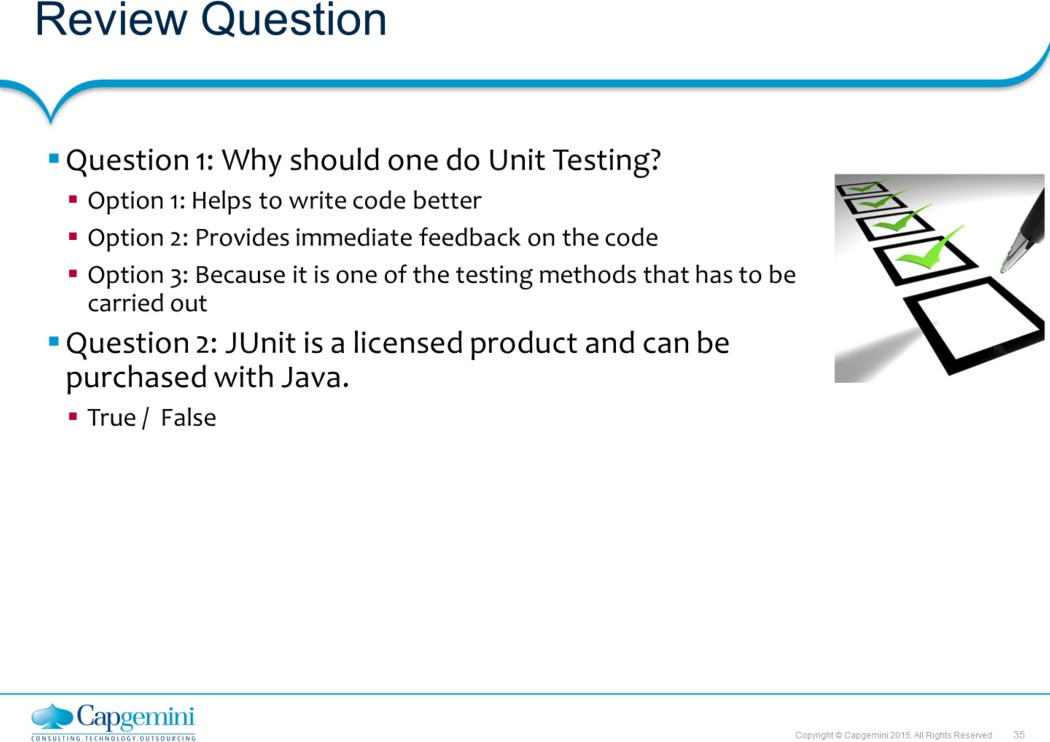 Review Question
▪ Question 1: Why should one do Unit Testing?
▪ Option 1: Helps to write code better
▪ Option 2: Provides immediate feedback on the code
▪ Option 3: Because it is one of the testing methods that has to be
carried out
▪ Question 2: JUnit is a licensed product and can be
purchased with Java.
▪ True / False
Capgemini
CONSULTING.TECHNOLOGY.OUTSOURCING
Copyright © Capgemini 2015. All Rights Reserved 35